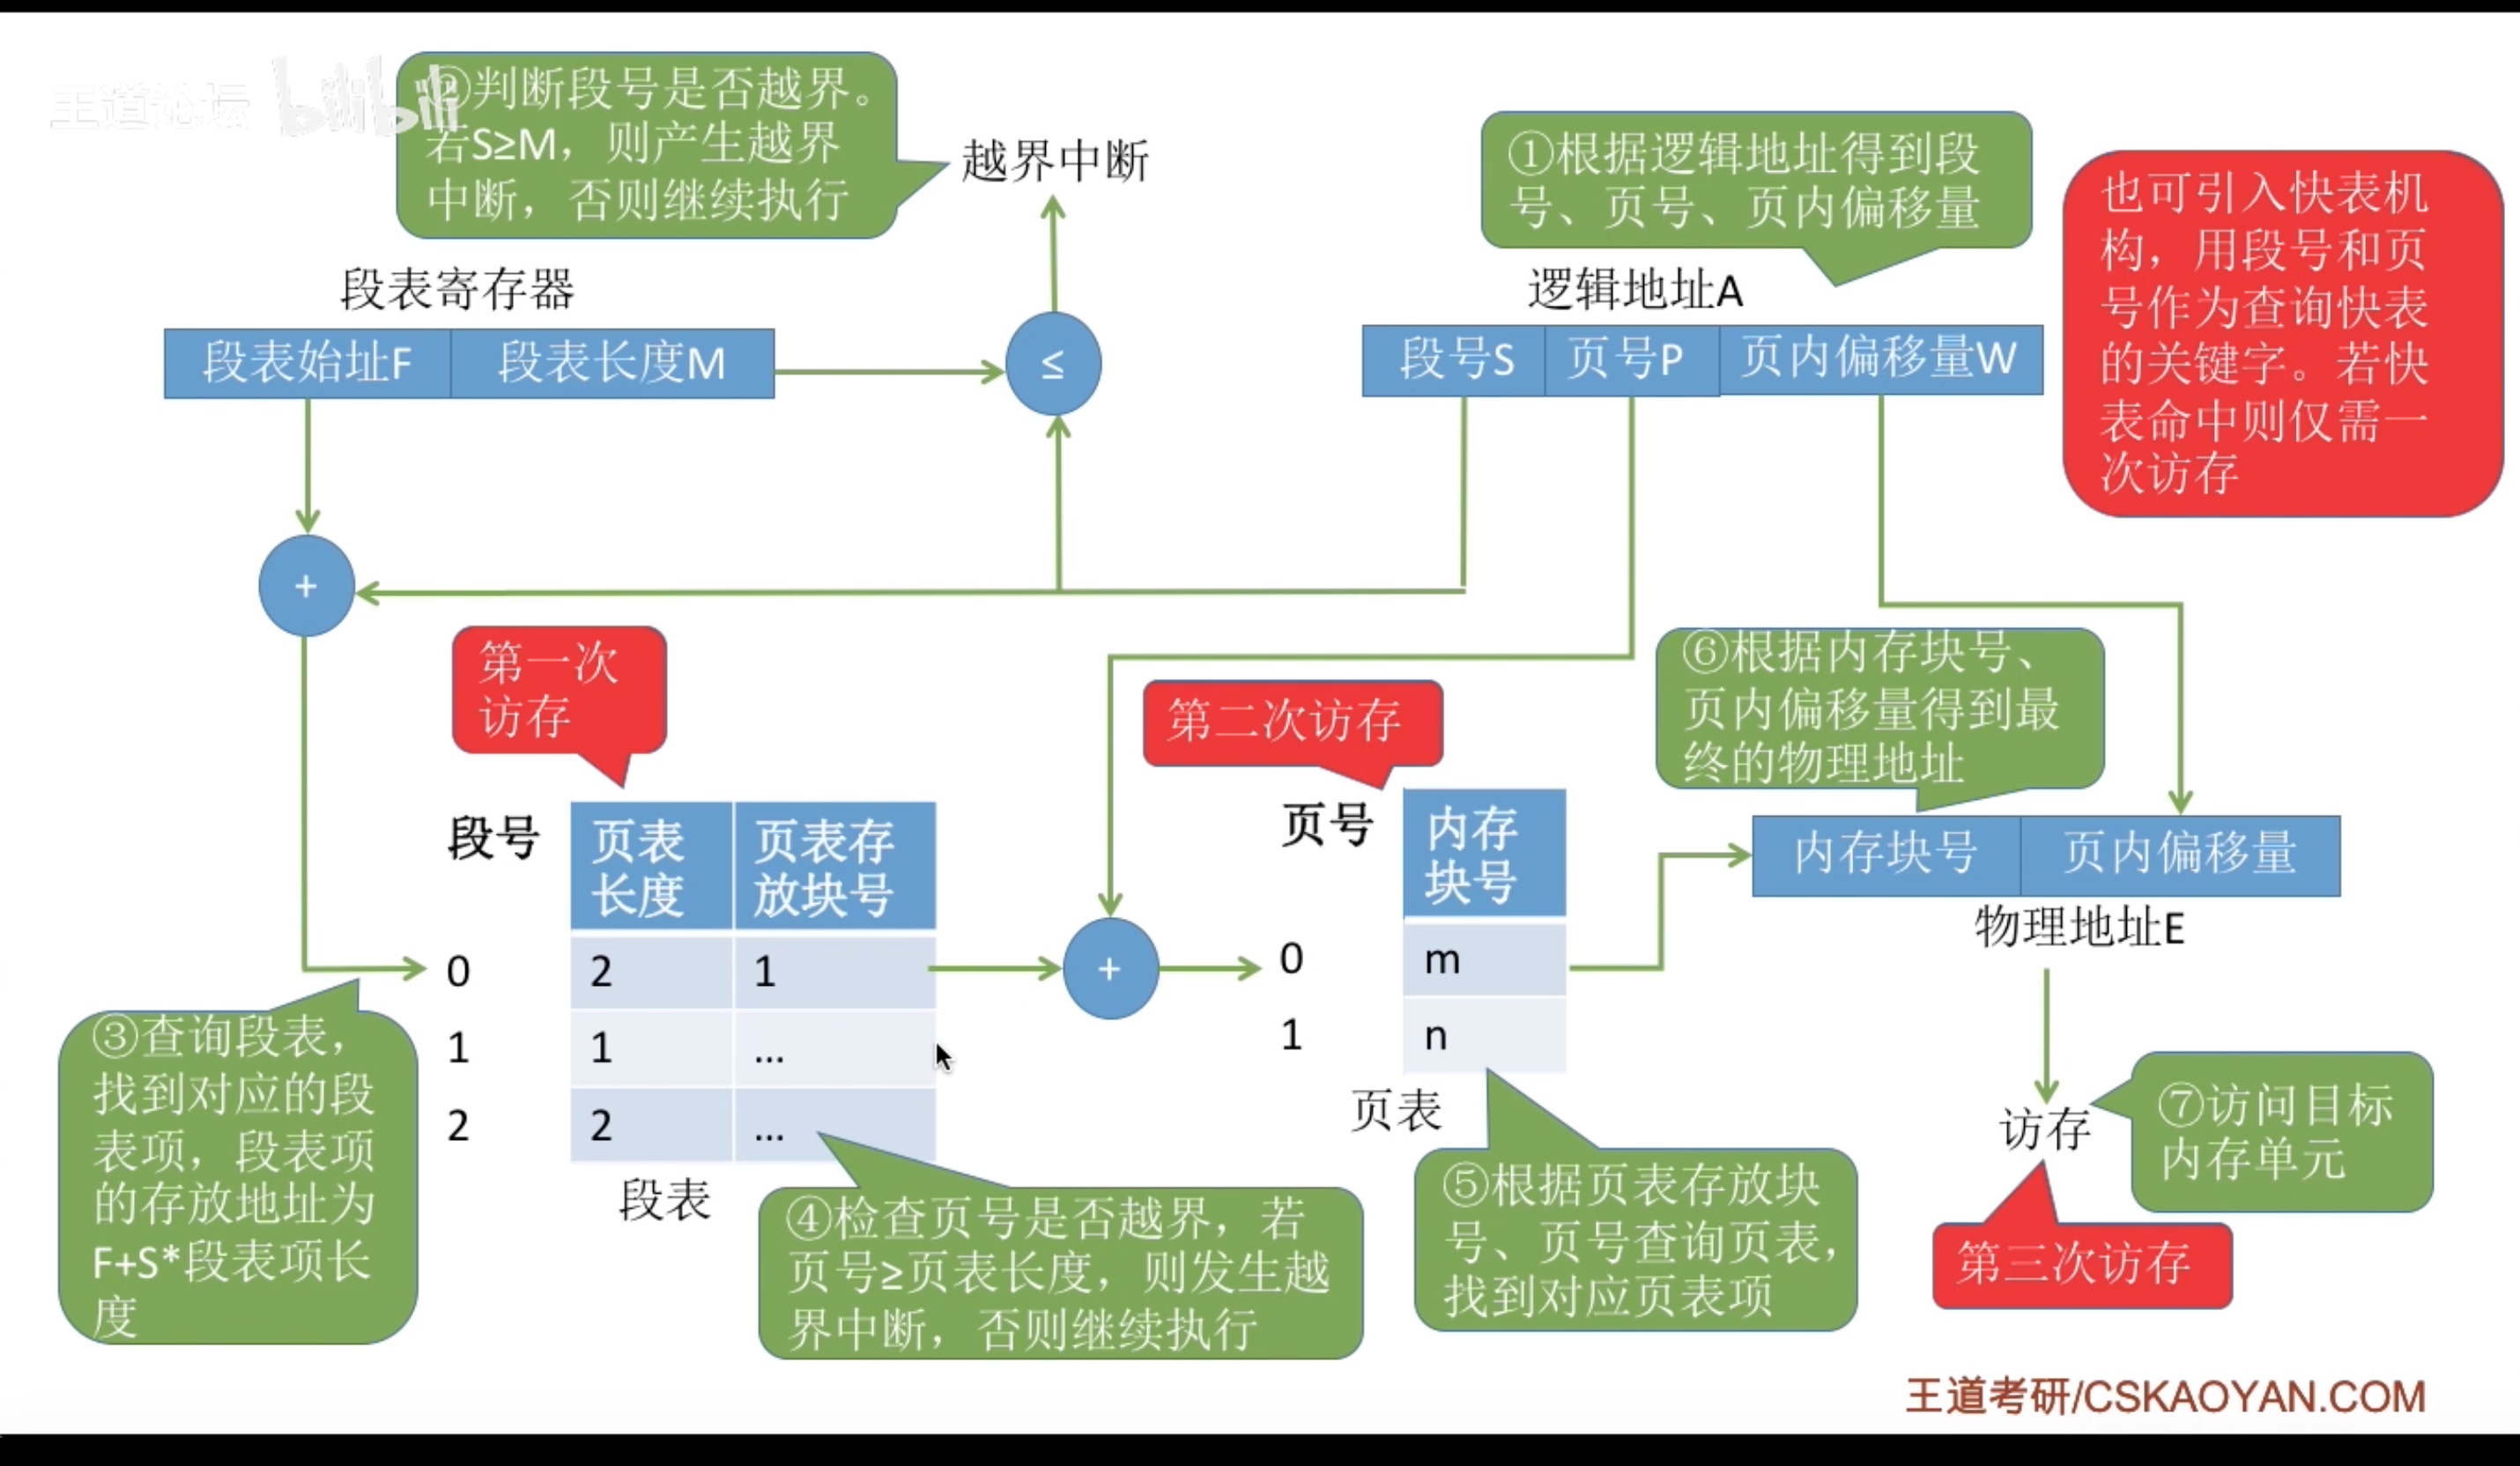 王道论坛 bilibili
②判断段号是否越界。
若S≥M，则产生越界
中断，否则继续执行
越界中断
①根据逻辑地址得到段
号、页号、页内偏移量
也可引入快表机
构，用段号和页
号作为查询快表
的关键字。若快
表命中则仅需一
次访存
段表寄存器
段表始址F 段表长度M
≤
逻辑地址A
段号S 页号P 页内偏移量W
+
第一次
访存
第二次访存
⑥根据内存块号、
页内偏移量得到最
终的物理地址
段号
页表
长度
页表存
放块号
0 2 1
1 1 ...
2 2 ...
段表
+
页号
内存
块号
0 m
1 n
页表
内存块号 页内偏移量
物理地址E
③查询段表，
找到对应的段
表项，段表项
的存放地址为
F+S*段表项长
度
④检查页号是否越界，若
页号≥页表长度，则发生越
界中断，否则继续执行
⑤根据页表存放块
号、页号查询页表，
找到对应页表项
访存
⑦访问目标
内存单元
第三次访存
王道考研/CSKAOYAN.COM